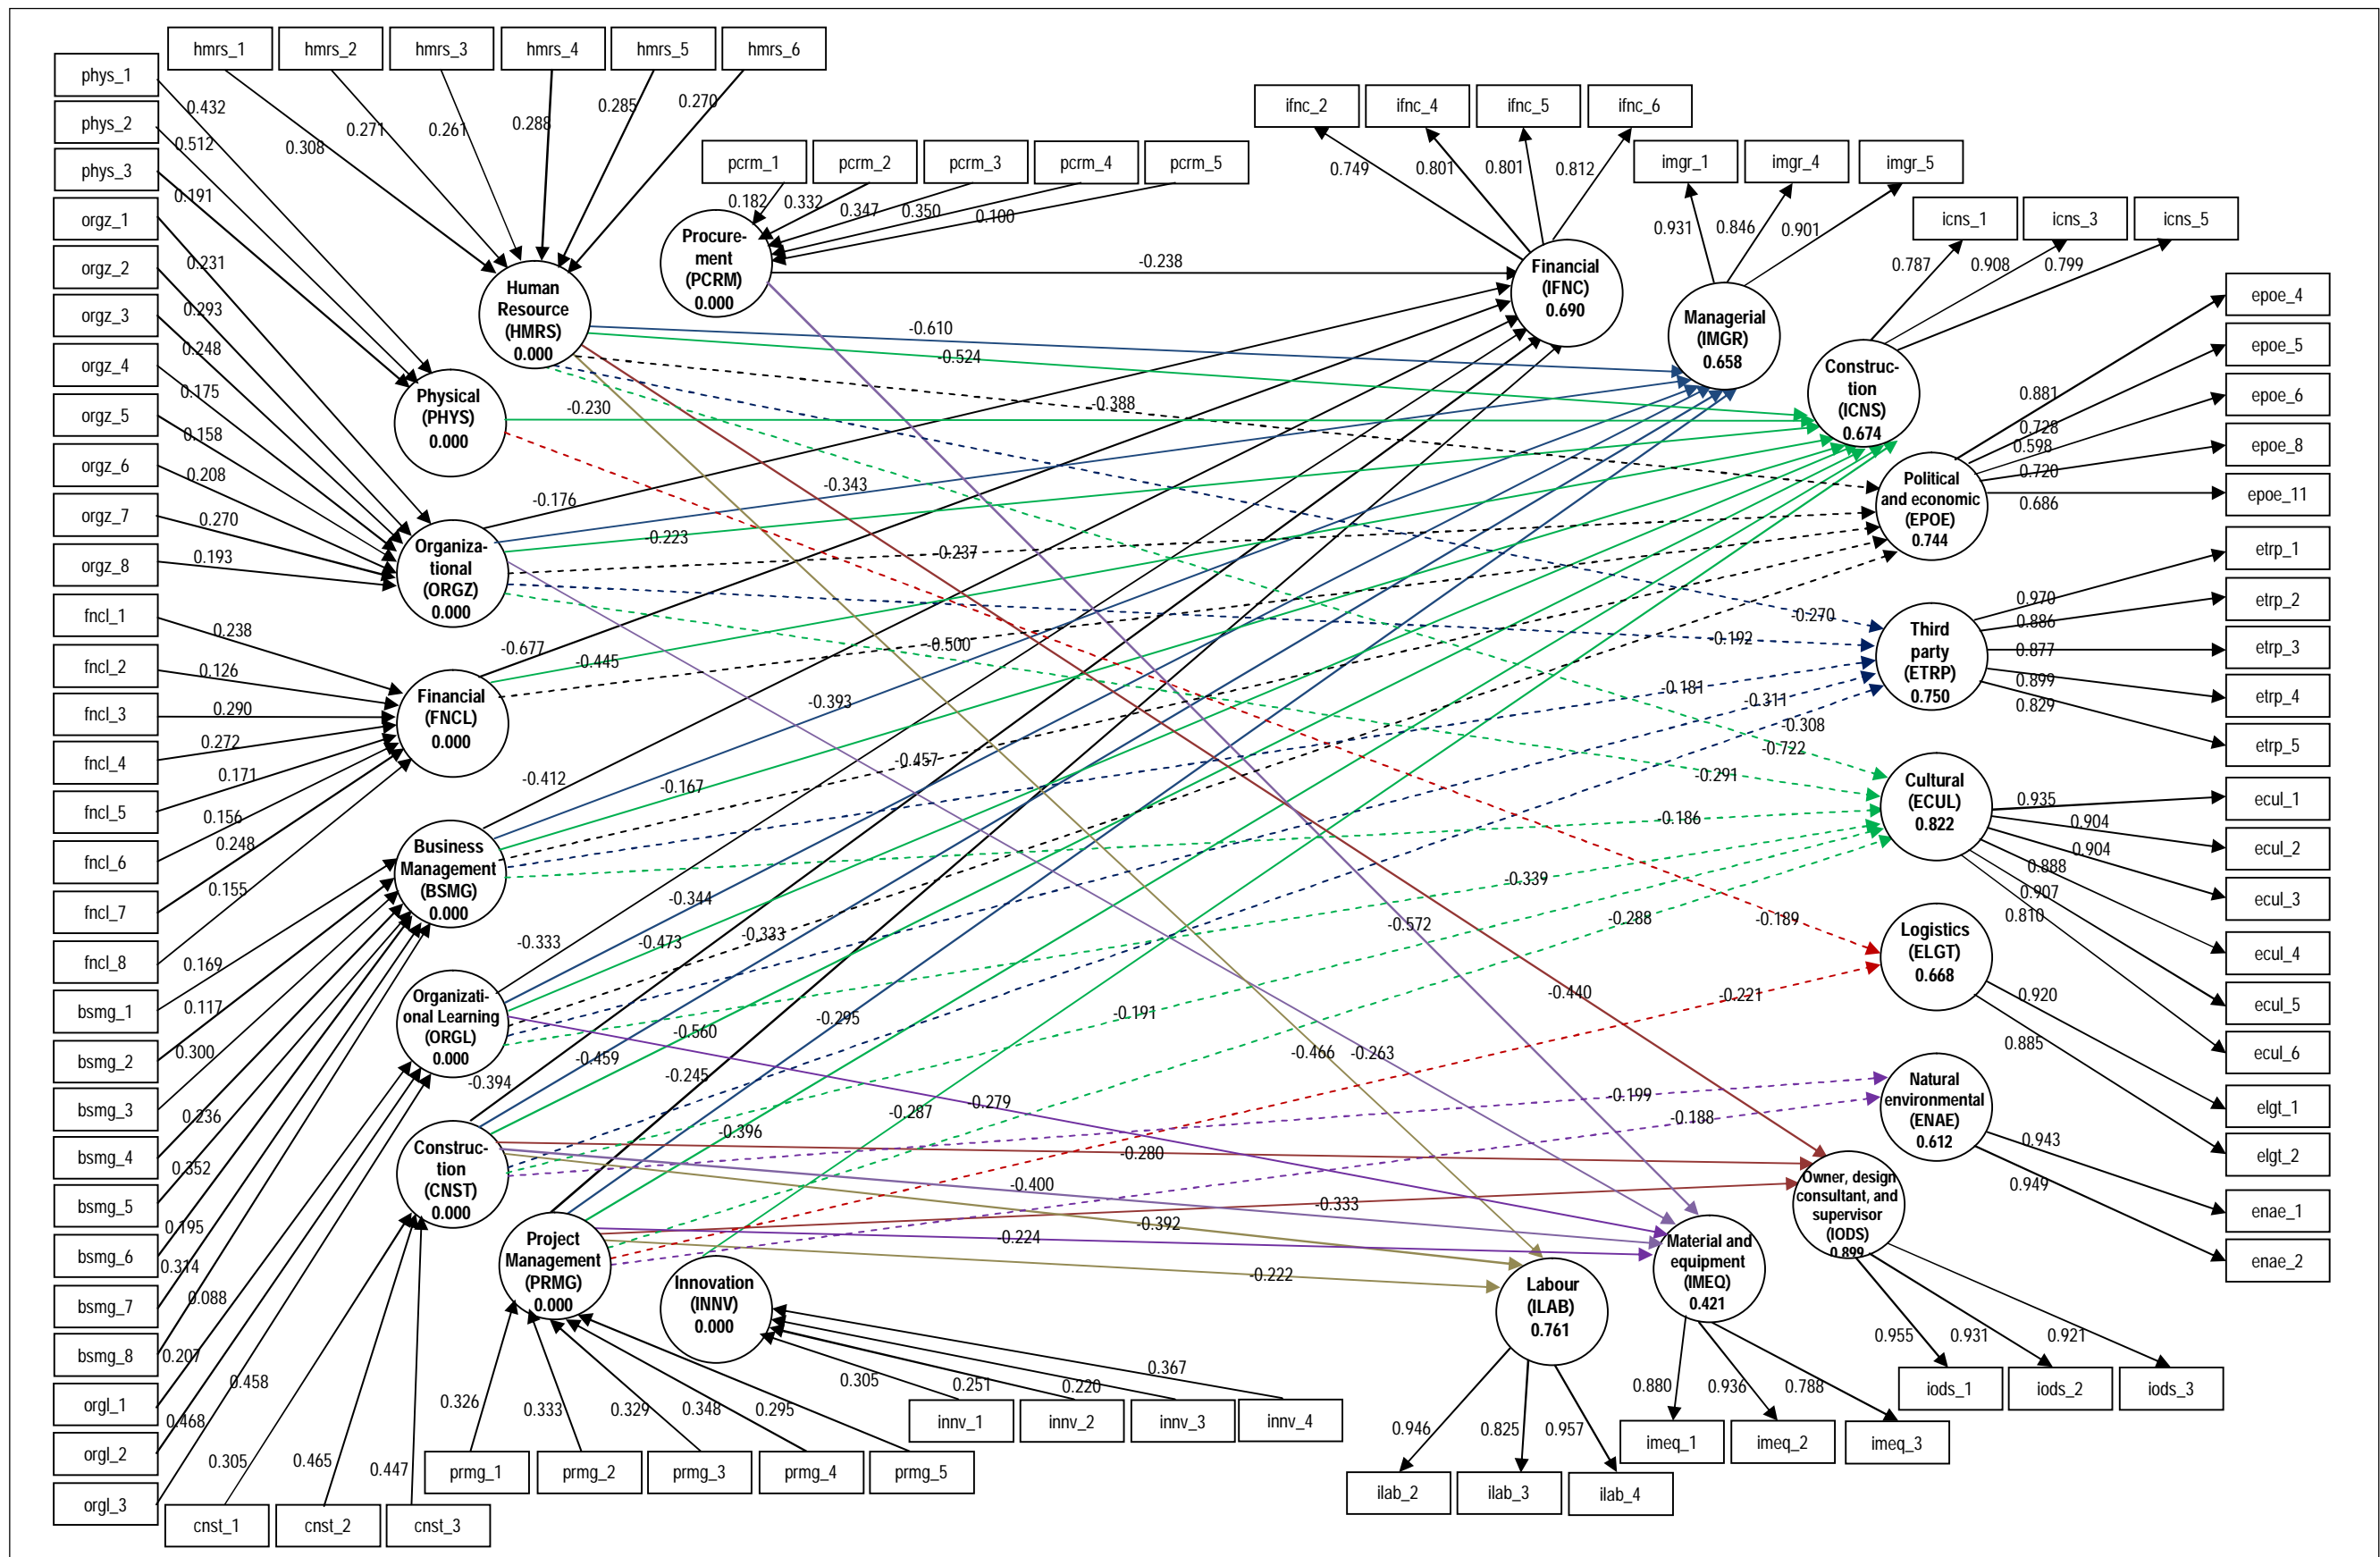 hmrs_1
hmrs_2
hmrs_3
hmrs_4
hmrs_5
hmrs_6
phys_1
phys_2
phys_3
orgz_1
orgz_2
orgz_3
orgz_4
orgz_5
orgz_6
orgz_7
orgz_8
fncl_1
fncl_2
fncl_3
fncl_4
fncl_5
fncl_6
fncl_7
fncl_8
bsmg_1
bsmg_2
bsmg_3
bsmg_4
bsmg_5
bsmg_6
bsmg_7
bsmg_8
orgl_1
orgl_2
orgl_3
cnst_1
cnst_2
cnst_3
0.432
0.512
0.191
0.231
0.293
0.248
0.175
0.158
0.208
0.270
0.193
0.238
0.126
0.290
0.272
0.171
0.156
0.248
0.155
0.169
0.117
0.300
0.236
0.352
0.195
0.314
0.088
0.207
0.458
0.468
0.305
0.465
0.447
0.308
0.271
0.261
0.288
0.285
0.270
pcrm_1
pcrm_2
pcrm_3
pcrm_4
pcrm_5
0.182
0.332
0.347
0.350
0.100
Procure-
ment
(PCRM)
0.000
Human
Resource
(HMRS)
0.000
Physical
(PHYS)
0.000
Organiza-
tional
(ORGZ)
0.000
Financial
(FNCL)
0.000
Business
Management
(BSMG)
0.000
Organizati-
onal Learning
(ORGL)
0.000
Construc-
tion
(CNST)
0.000
Project
Management
(PRMG)
0.000
Innovation
(INNV)
0.000
0.326
0.333
0.329
0.348
0.295
prmg_1
prmg_2
prmg_3
prmg_4
prmg_5
0.305
0.251
0.220
0.367
innv_1
innv_2
innv_3
innv_4
-0.238
-0.610
-0.524
-0.388
-0.230
-0.343
-0.176
-0.223
-0.237
-0.270
-0.192
-0.500
-0.677
-0.445
-0.181
-0.311
-0.308
-0.722
-0.393
-0.457
-0.291
-0.412
-0.167
-0.186
-0.339
-0.344
-0.288
-0.572
-0.189
-0.333
-0.473
-0.333
-0.440
-0.221
-0.191
-0.295
-0.560
-0.459
-0.466
-0.263
-0.394
-0.245
-0.279
-0.287
-0.199
-0.188
-0.396
-0.280
-0.400
-0.333
-0.392
-0.224
-0.222
ifnc_2
ifnc_4
ifnc_5
ifnc_6
0.749
0.801
0.801
0.812
Financial
(IFNC)
0.690
imgr_1
imgr_4
imgr_5
0.931
0.846
0.901
Managerial
(IMGR)
0.658
icns_1
icns_3
icns_5
0.787
0.908
0.799
Construc-
tion
(ICNS)
0.674
Political
and economic
(EPOE)
0.744
0.881
0.728
0.598
0.720
0.686
epoe_4
epoe_5
epoe_6
epoe_8
epoe_11
Third
party
(ETRP)
0.750
0.970
0.886
0.877
0.899
0.829
etrp_1
etrp_2
etrp_3
etrp_4
etrp_5
Cultural
(ECUL)
0.822
0.935
0.904
0.904
0.888
0.907
0.810
ecul_1
ecul_2
ecul_3
ecul_4
ecul_5
ecul_6
Logistics
(ELGT)
0.668
0.920
0.885
elgt_1
elgt_2
Natural
environmental
(ENAE)
0.612
0.943
0.949
enae_1
enae_2
Owner, design
consultant, and
supervisor
(IODS)
0.899
0.955
0.931
0.921
iods_1
iods_2
iods_3
Material and
equipment
(IMEQ)
0.421
0.880
0.936
0.788
imeq_1
imeq_2
imeq_3
Labour
(ILAB)
0.761
0.946
0.825
0.957
ilab_2
ilab_3
ilab_4